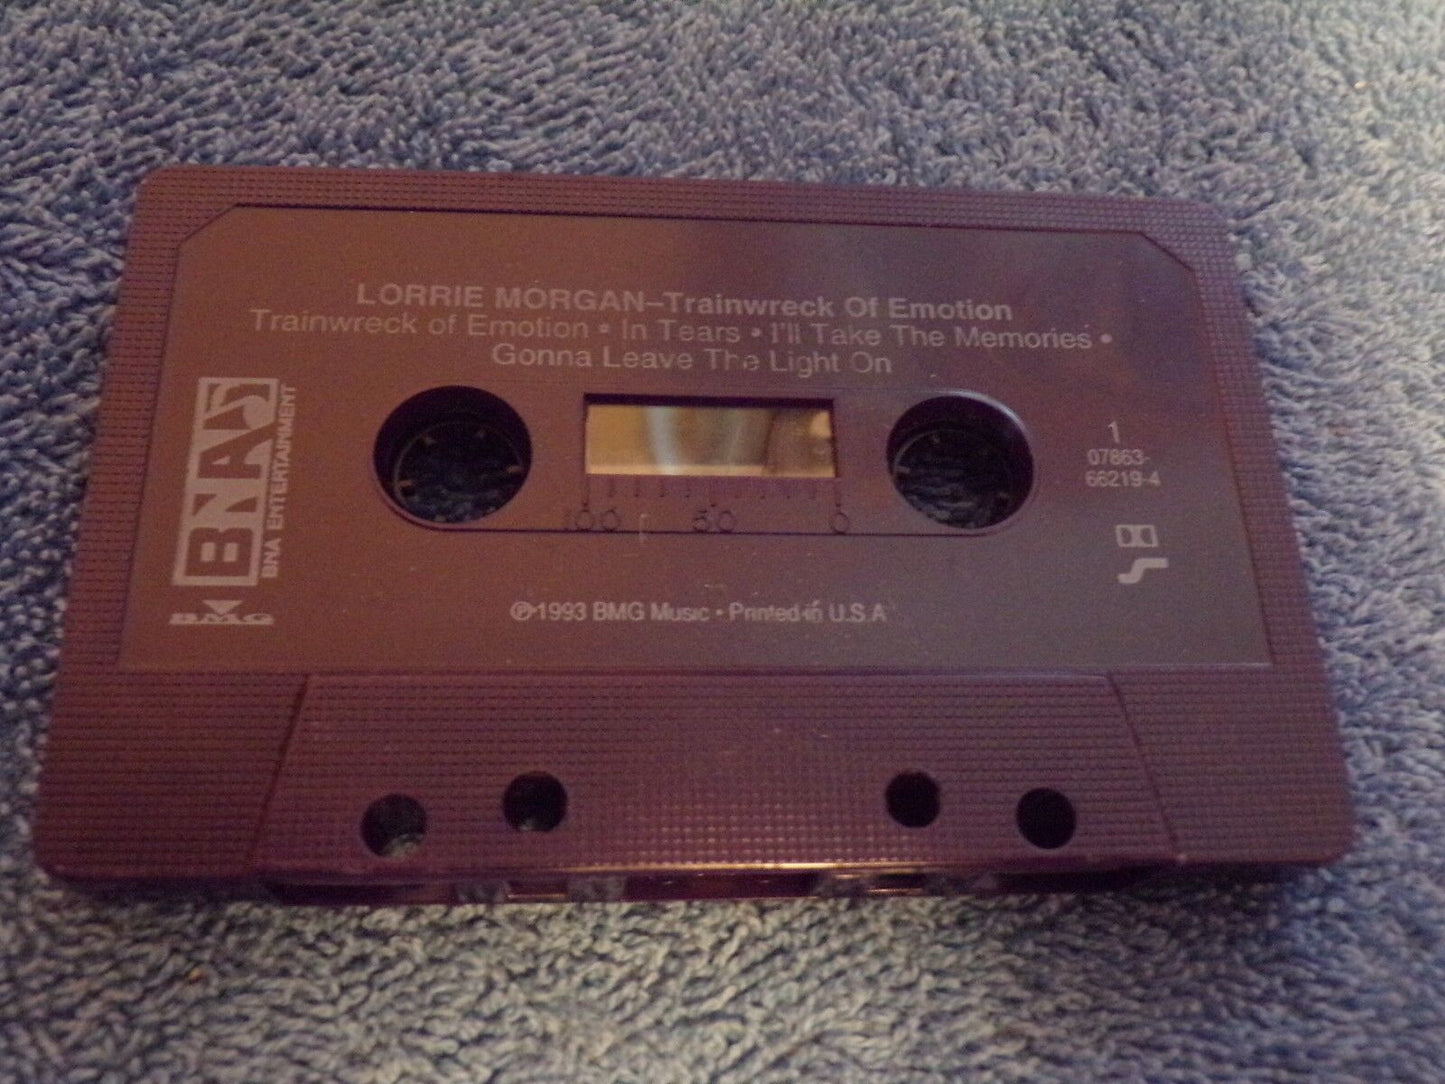 LORRIE MORGAN–Trainwreck Of Emotion
Trainwreck of Emotion • In Tears • I'll Take The Memories •
Gonna Leave The Light On
BNA
BNA ENTERTAINMENT
BMG
100 50 0
1
07863-
66219-4
℗1993 BMG Music • Printed in U.S.A